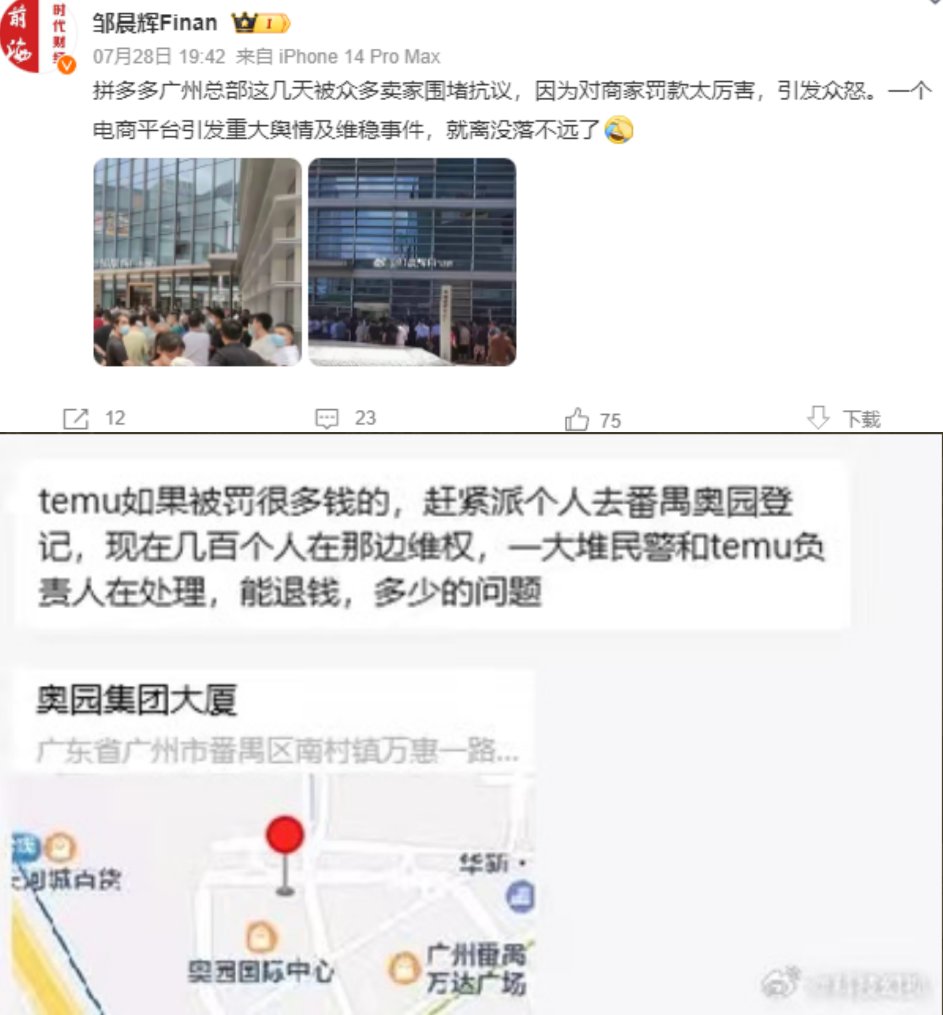 前海
时代财经
邹晨辉Finan
07月28日 19:42 来自 iPhone 14 Pro Max
拼多多广州总部这几天被众多卖家围堵抗议，因为对商家罚款太厉害，引发众怒。一个
电商平台引发重大舆情及维稳事件，就离没落不远了
12
23
75
下载
temu如果被罚很多钱的，赶紧派个人去番禺奥园登
记，现在几百个人在那边维权，一大堆民警和temu负
责人在处理，能退钱，多少的问题
奥园集团大厦
广东省广州市番禺区南村镇万惠一路...
华新·
河城百货
奥园国际中心
广州番禺
万达广场